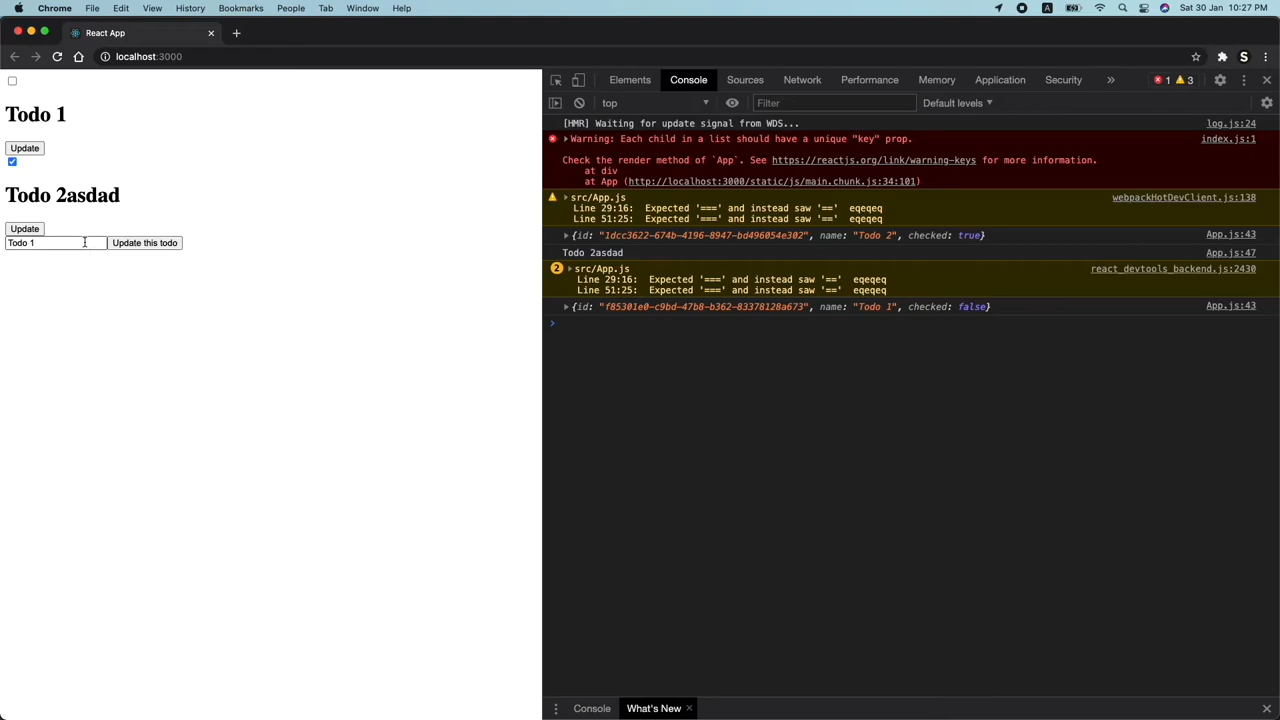 Chrome File Edit View History Bookmarks People Tab Window Help A Sat 30 Jan 10:27 PM
React App
localhost:3000 S
Elements Console Sources Network Performance Memory Application Security » 1 3
top Filter Default levels
[HMR] Waiting for update signal from WDS... log.js:24
Warning: Each child in a list should have a unique "key" prop. index.js:1
Check the render method of `App`. See https://reactjs.org/link/warning-keys for more information.
at div
at App (http://localhost:3000/static/js/main.chunk.js:34:101)
src/App.js webpackHotDevClient.js:138
Line 29:16: Expected '===' and instead saw '==' eqeqeq
Line 51:25: Expected '===' and instead saw '==' eqeqeq
{id: "1dcc3622-674b-4196-8947-bd496054e302", name: "Todo 2", checked: true} App.js:43
Todo 2asdad App.js:47
2 src/App.js react_devtools_backend.js:2430
Line 29:16: Expected '===' and instead saw '==' eqeqeq
Line 51:25: Expected '===' and instead saw '==' eqeqeq
{id: "f85301e0-c9bd-47b8-b362-83378128a673", name: "Todo 1", checked: false} App.js:43
>
Todo 1
Update
Todo 2asdad
Update
Todo 1 Update this todo
Console What's New